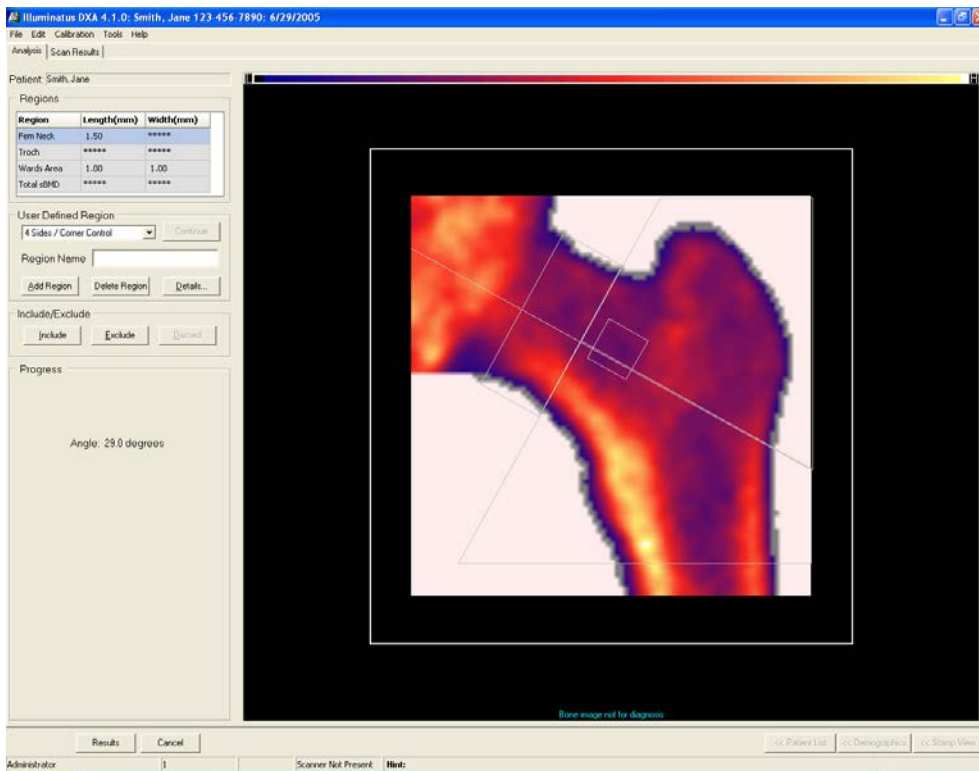 Illuminatus DXA 4.1.0: Smith, Jane 123-456-7890: 6/29/2005
File Edit Calibration Tools Help
Analysis Scan Results
Patient Smith, Jane
Regions
Region Length(mm) Width(mm)
Fem Neck 1.50 *****
Troch ***** *****
Wards Area 1.00 1.00
Total sBMD ***** *****
User Defined Region
4 Sides / Corner Control Continue
Region Name
Add Region Delete Region Details...
Include/Exclude
Include Exclude Discard
Progress
Angle: 29.0 degrees
Bone image not for diagnosis
Results Cancel << Patient List << Demographics << Stamp View
Administrator 1 Scanner Not Present Hint: